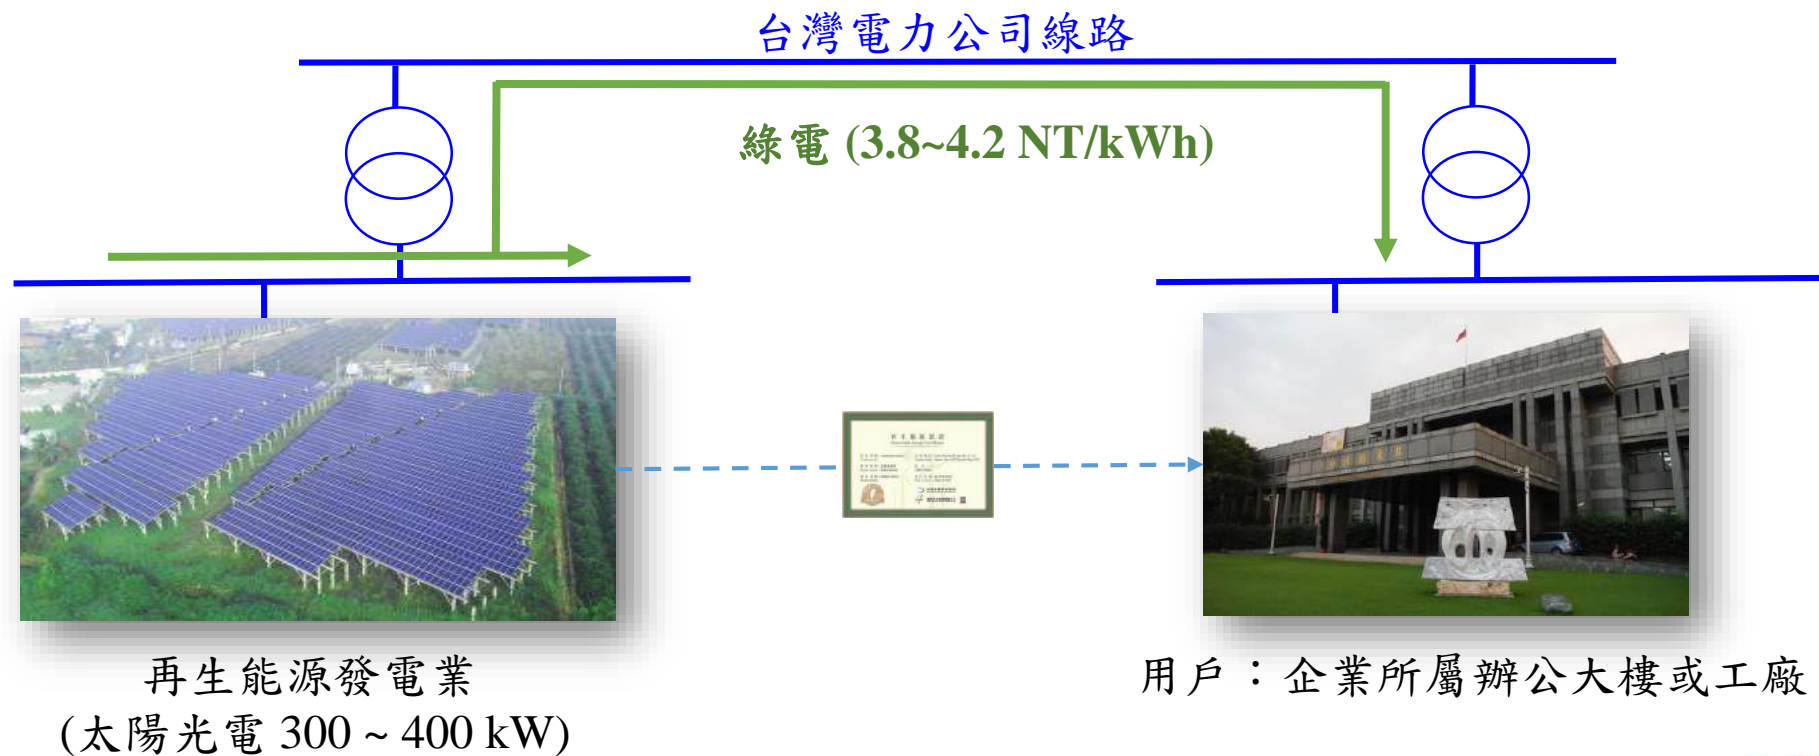 台灣電力公司線路
綠電 (3.8~4.2 NT/kWh)
再生能源發電業
(太陽光電 300 ~ 400 kW)
用戶：企業所屬辦公大樓或工廠